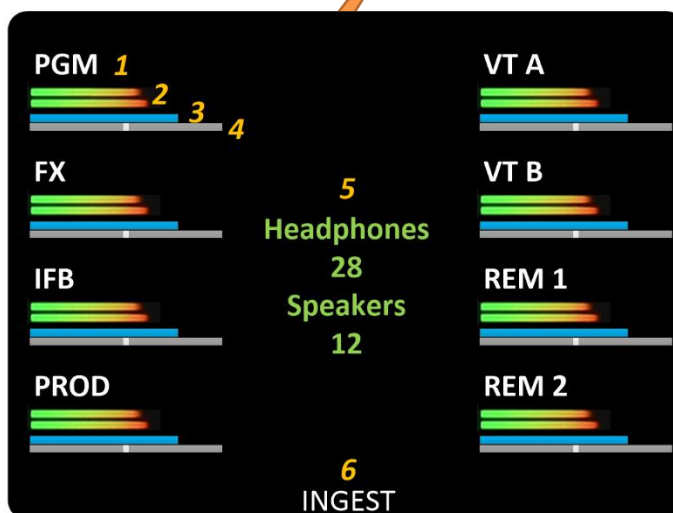 PGM 1
2
3
4
FX
IFB
PROD
5
Headphones
28
Speakers
12
VT A
VT B
REM 1
REM 2
6
INGEST